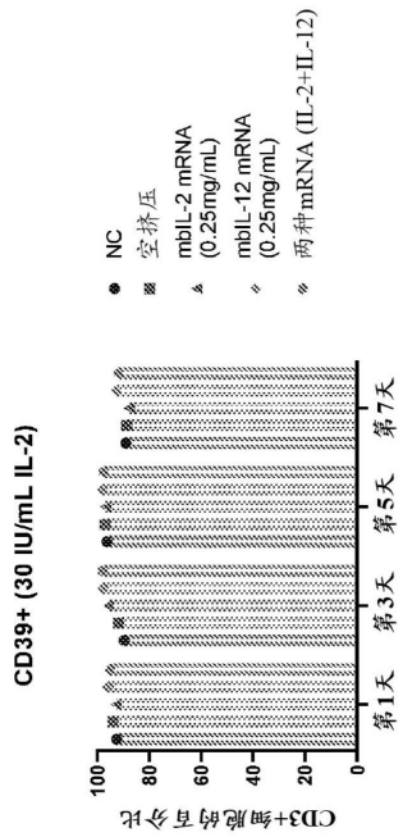 CD39+ (30 IU/mL IL-2)
CD3+细胞的百分比
100
80
60
40
20
0
第1天
第3天
第5天
第7天
NC
空挤压
mbIL-2 mRNA
(0.25mg/mL)
mbIL-12 mRNA
(0.25mg/mL)
两种mRNA (IL-2+IL-12)